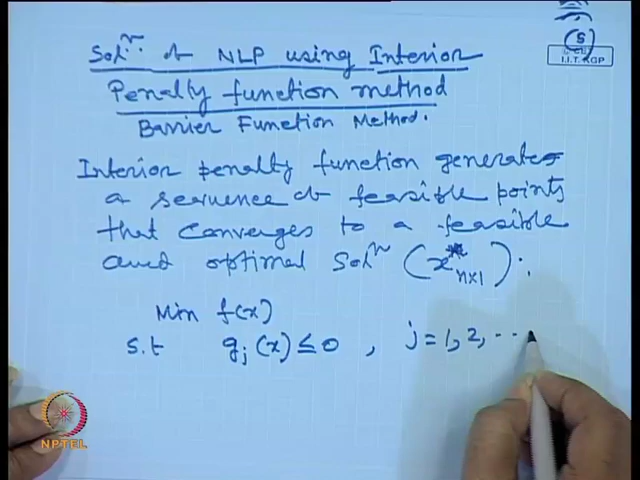 (5)
I.I.T. KGP
Solⁿ of NLP using Interior
Penalty function method
Barrier Function Method.
Interior penalty function generates
a sequence of feasible points
that converges to a feasible
and optimal Solⁿ (x*ₙₓ₁) :
Min f(x)
s.t gⱼ(x) ≤ 0 , j = 1, 2, ...
NPTEL